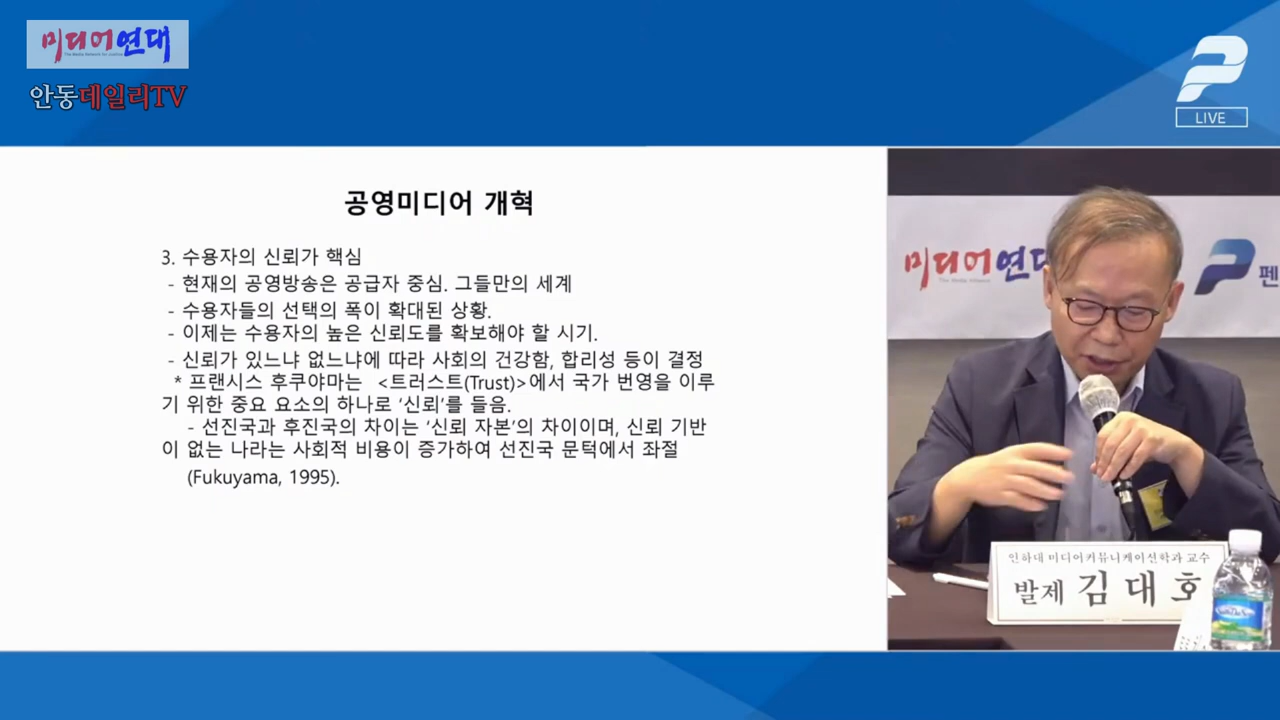 미디어연대
The Media Network for Justice
안동데일리TV
LIVE
공영미디어 개혁
3. 수용자의 신뢰가 핵심
- 현재의 공영방송은 공급자 중심. 그들만의 세계
- 수용자들의 선택의 폭이 확대된 상황.
- 이제는 수용자의 높은 신뢰도를 확보해야 할 시기.
- 신뢰가 있느냐 없느냐에 따라 사회의 건강함, 합리성 등이 결정
* 프랜시스 후쿠야마는 <트러스트(Trust)>에서 국가 번영을 이루
기 위한 중요 요소의 하나로 ‘신뢰’를 들음.
- 선진국과 후진국의 차이는 ‘신뢰 자본’의 차이이며, 신뢰 기반
이 없는 나라는 사회적 비용이 증가하여 선진국 문턱에서 좌절
(Fukuyama, 1995).
미디어연대
The Media Network
펜
인하대 미디어커뮤니케이션학과 교수
발제 김대호